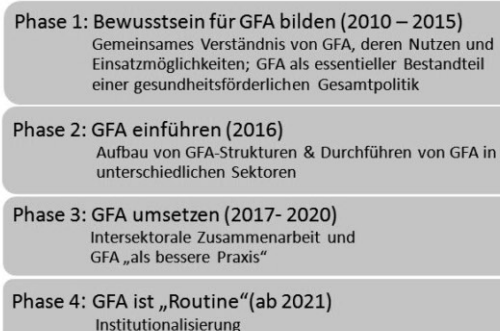 Phase 1: Bewusstsein für GFA bilden (2010 – 2015)
Gemeinsames Verständnis von GFA, deren Nutzen und
Einsatzmöglichkeiten; GFA als essentieller Bestandteil
einer gesundheitsförderlichen Gesamtpolitik
Phase 2: GFA einführen (2016)
Aufbau von GFA-Strukturen & Durchführen von GFA in
unterschiedlichen Sektoren
Phase 3: GFA umsetzen (2017- 2020)
Intersektorale Zusammenarbeit und
GFA „als bessere Praxis“
Phase 4: GFA ist „Routine“(ab 2021)
Institutionalisierung